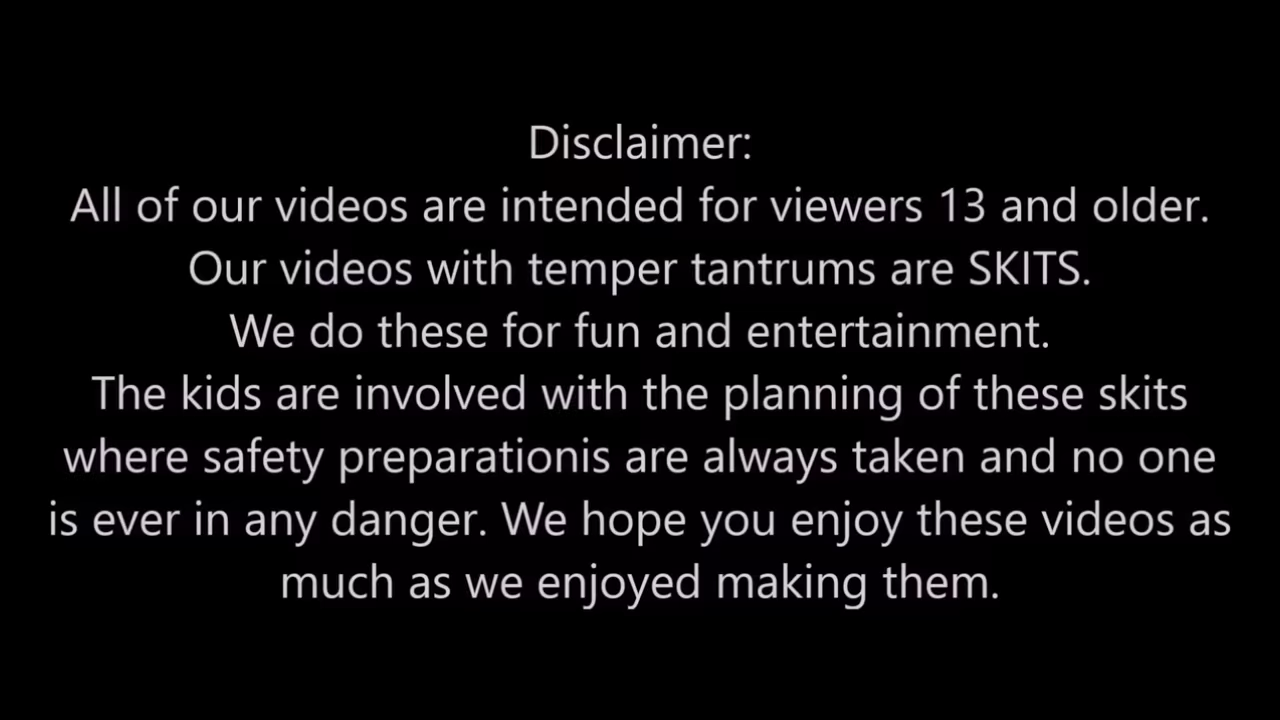 Disclaimer:
All of our videos are intended for viewers 13 and older.
Our videos with temper tantrums are SKITS.
We do these for fun and entertainment.
The kids are involved with the planning of these skits
where safety preparationis are always taken and no one
is ever in any danger. We hope you enjoy these videos as
much as we enjoyed making them.